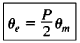 θₑ = P/2 θₘ